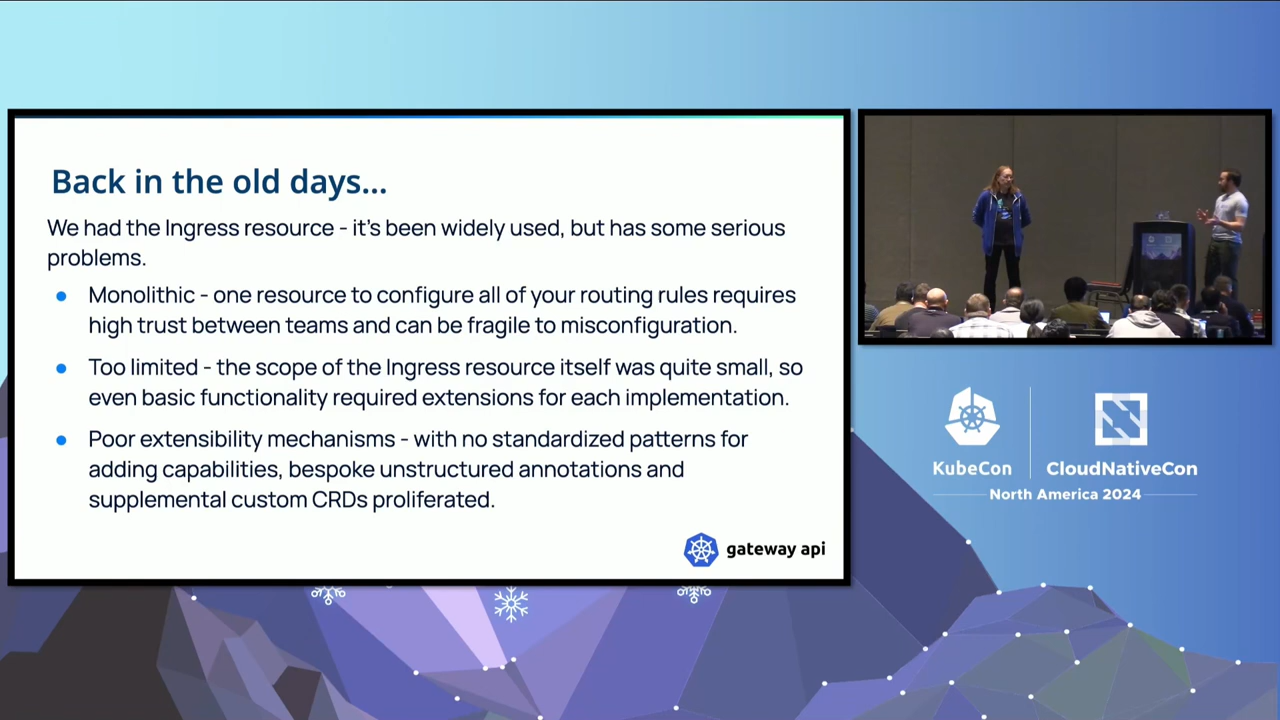 Back in the old days...
We had the Ingress resource - it's been widely used, but has some serious
problems.
● Monolithic - one resource to configure all of your routing rules requires
high trust between teams and can be fragile to misconfiguration.
● Too limited - the scope of the Ingress resource itself was quite small, so
even basic functionality required extensions for each implementation.
● Poor extensibility mechanisms - with no standardized patterns for
adding capabilities, bespoke unstructured annotations and
supplemental custom CRDs proliferated.
gateway api
KubeCon
CloudNativeCon
North America 2024